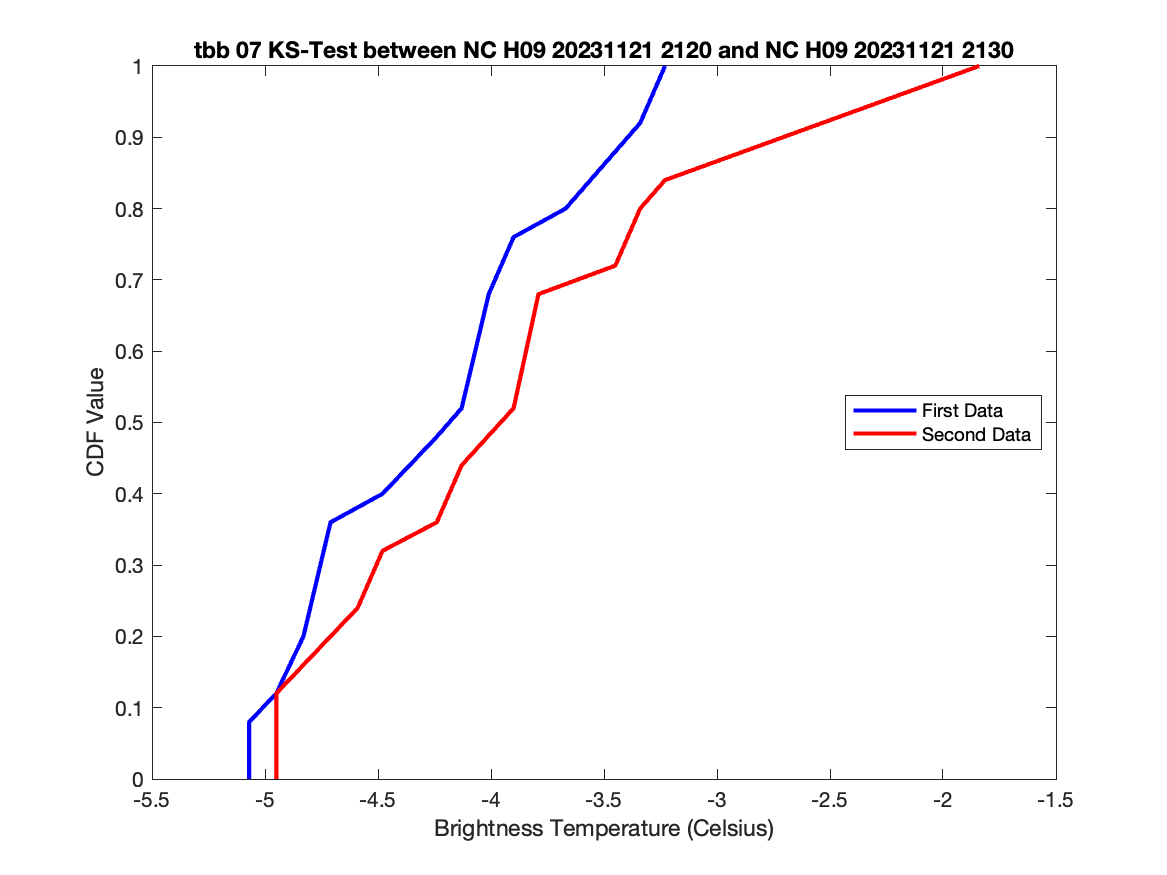 tbb 07 KS-Test between NC H09 20231121 2120 and NC H09 20231121 2130
1
0.9
0.8
0.7
0.6
0.5
0.4
0.3
0.2
0.1
0
CDF Value
First Data
Second Data
-5.5 -5 -4.5 -4 -3.5 -3 -2.5 -2 -1.5
Brightness Temperature (Celsius)